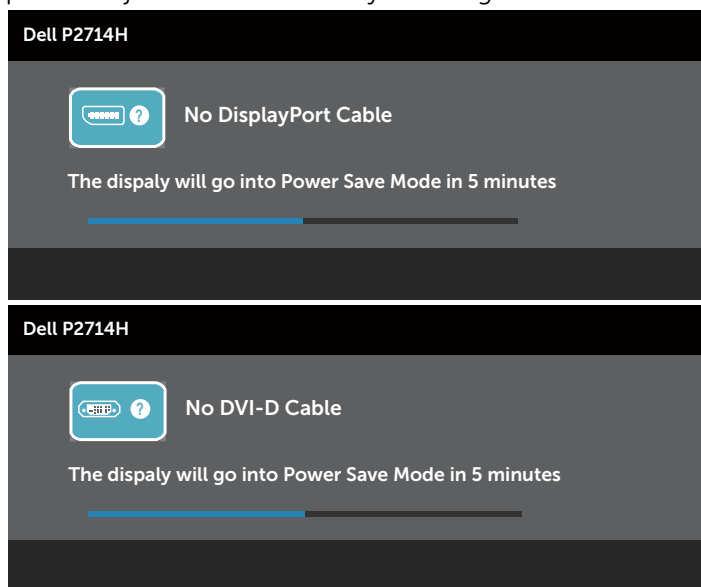 Dell P2714H
?
No DisplayPort Cable
The dispaly will go into Power Save Mode in 5 minutes
Dell P2714H
?
No DVI-D Cable
The dispaly will go into Power Save Mode in 5 minutes